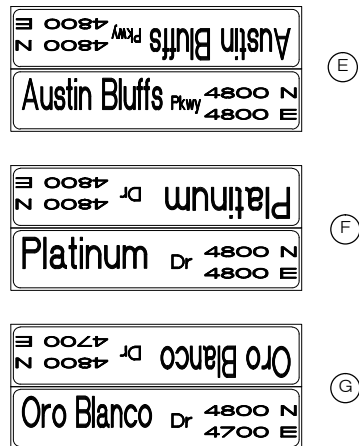 Austin Bluffs Pkwy 4800 N
4800 E
Austin Bluffs Pkwy 4800 N
4800 E
E
Platinum Dr 4800 N
4800 E
Platinum Dr 4800 N
4800 E
F
Oro Blanco Dr 4800 N
4700 E
Oro Blanco Dr 4800 N
4700 E
G